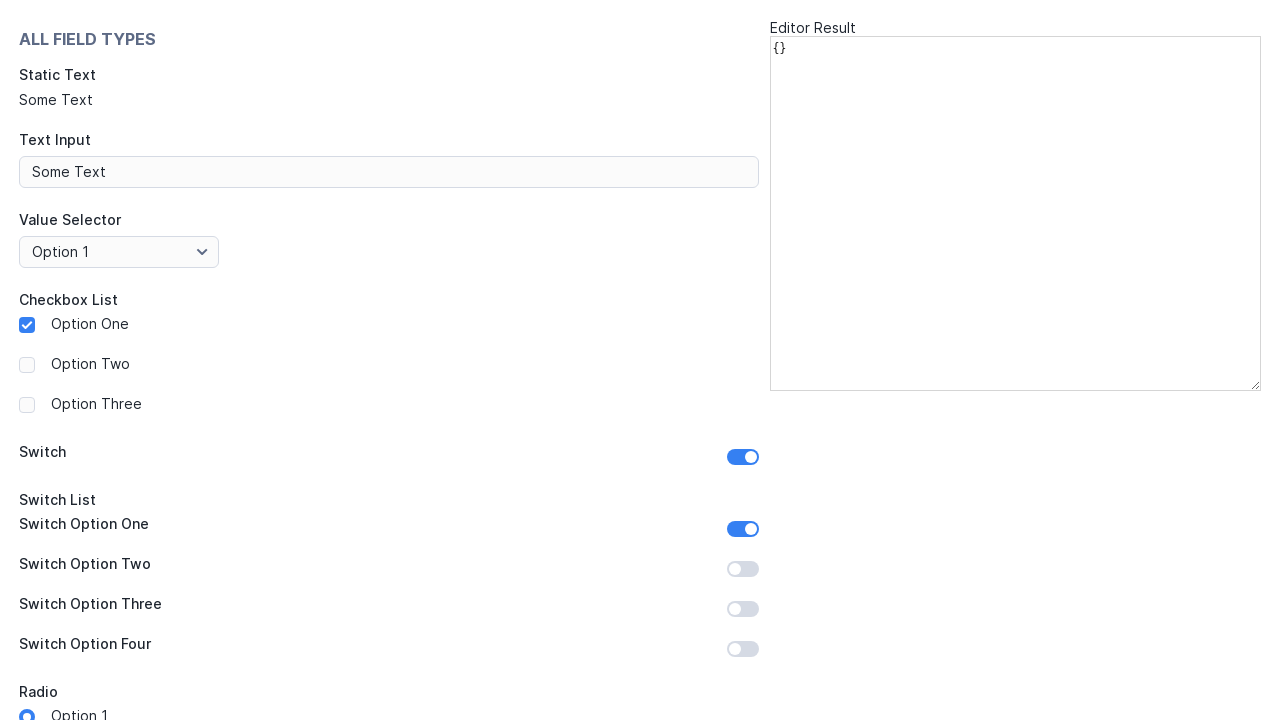 ALL FIELD TYPES
Static Text
Some Text
Text Input
Some Text
Value Selector
Option 1
Checkbox List
Option One
Option Two
Option Three
Switch
Switch List
Switch Option One
Switch Option Two
Switch Option Three
Switch Option Four
Radio
Option 1
Editor Result
{}